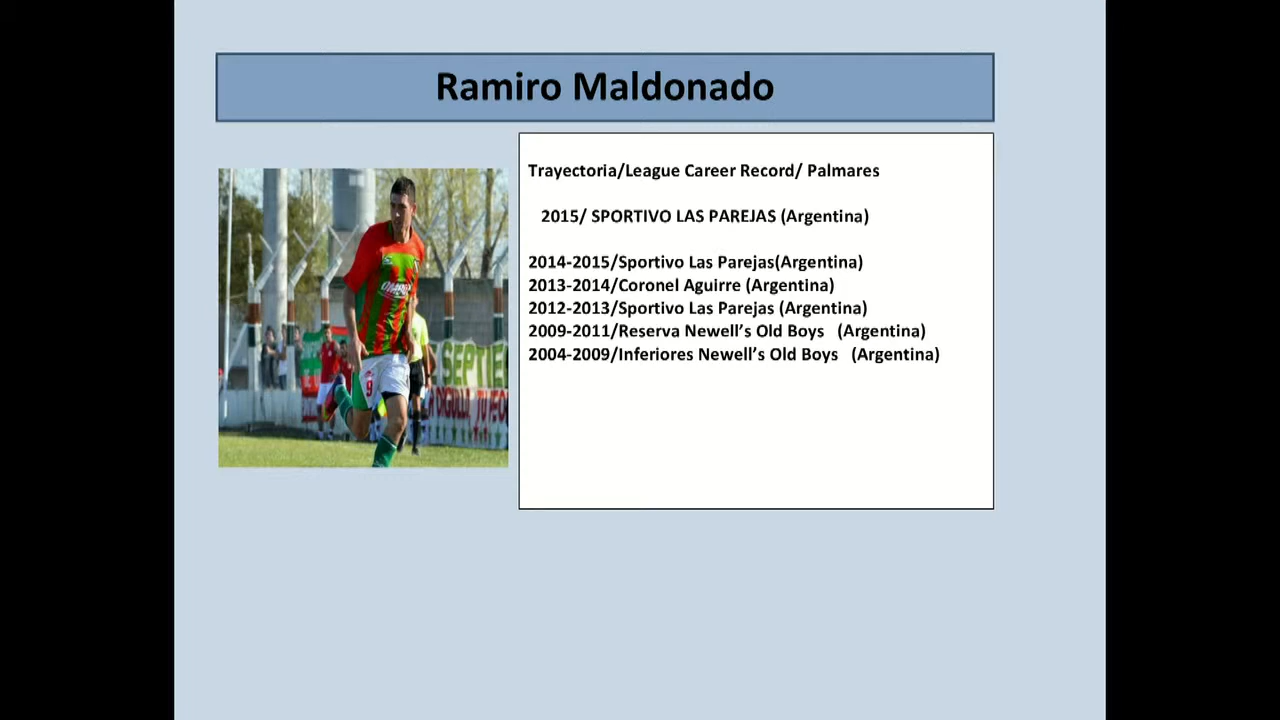 Ramiro Maldonado
Trayectoria/League Career Record/ Palmares
2015/ SPORTIVO LAS PAREJAS (Argentina)
2014-2015/Sportivo Las Parejas(Argentina)
2013-2014/Coronel Aguirre (Argentina)
2012-2013/Sportivo Las Parejas (Argentina)
2009-2011/Reserva Newell’s Old Boys (Argentina)
2004-2009/Inferiores Newell’s Old Boys (Argentina)
9
E SEPTIE